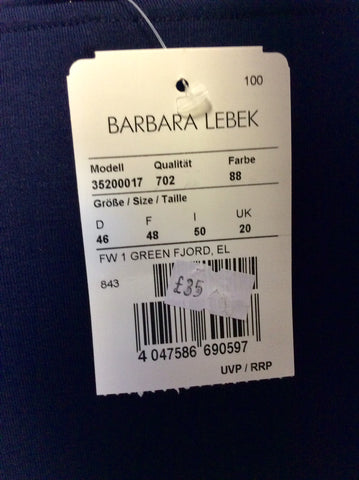 100
BARBARA LEBEK
Modell Qualität Farbe
35200017 702 88
Größe / Size / Taille
D F I UK
46 48 50 20
FW 1 GREEN FJORD, EL
843
£35
4 047586 690597
UVP / RRP